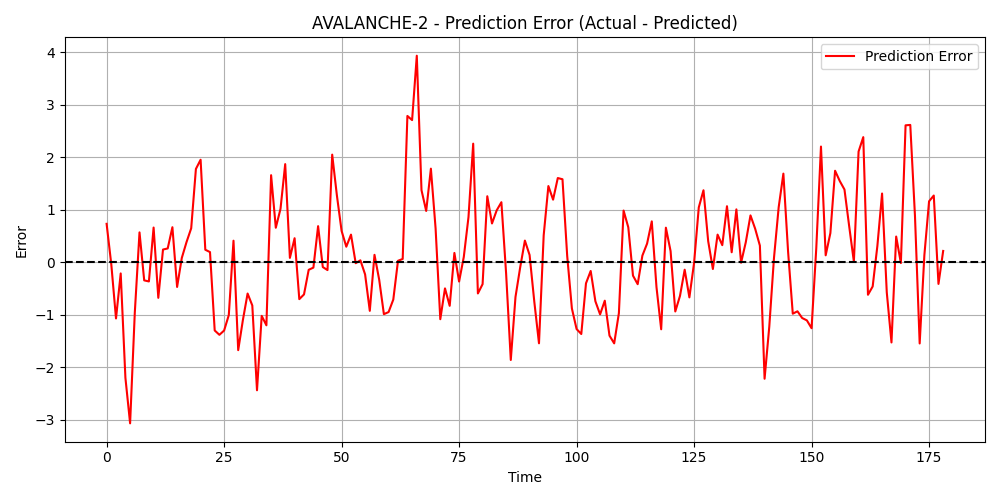 AVALANCHE-2 - Prediction Error (Actual - Predicted)
Prediction Error
Error
4
3
2
1
0
−1
−2
−3
0 25 50 75 100 125 150 175
Time